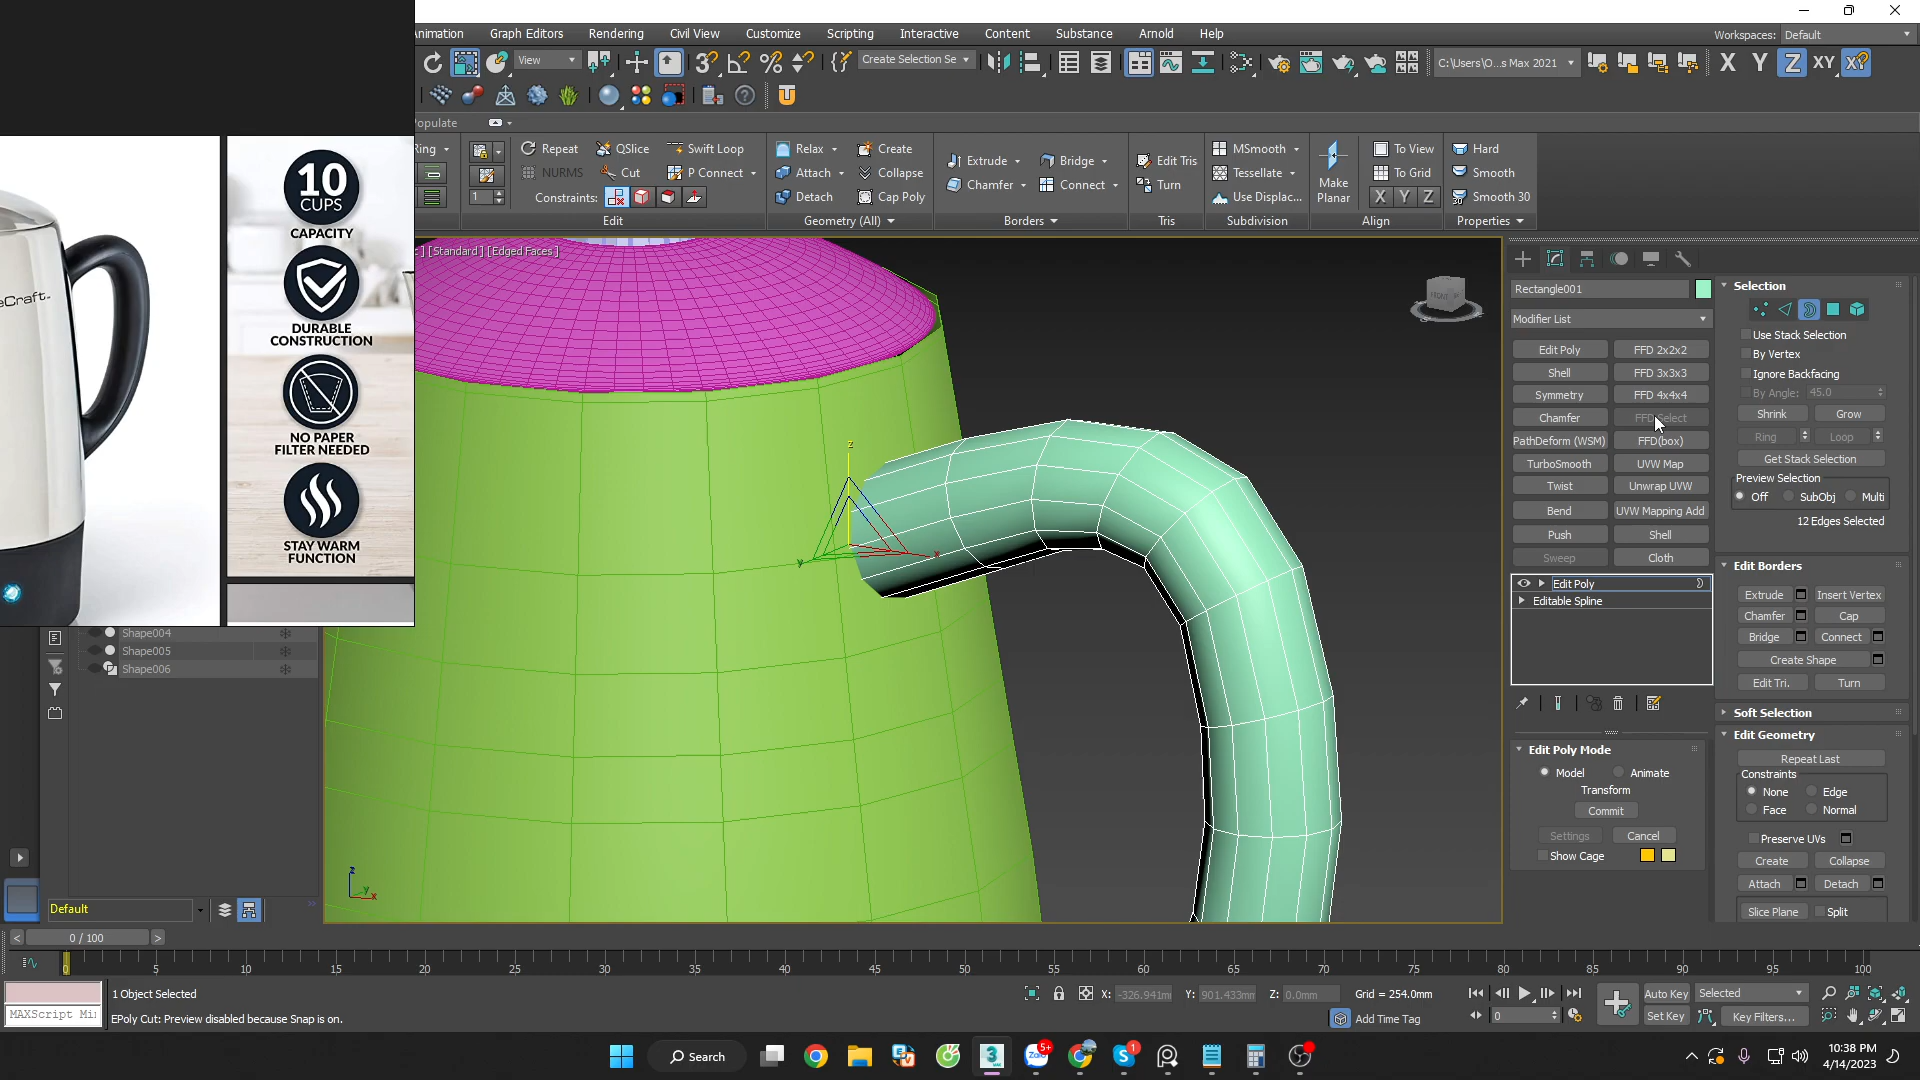 nimation Graph Editors Rendering Civil View Customize Scripting Interactive Content Substance Arnold Help
Workspaces: Default
View
Create Selection Se
C:\Users\O...s Max 2021
X Y Z XY XY
opulate
Ring Repeat QSlice Swift Loop
NURMS Cut P Connect
1 Constraints:
Edit
Relax Create
Attach Collapse
Detach Cap Poly
Geometry (All)
Extrude Bridge
Chamfer Connect
Borders
Edit Tris
Turn
Tris
MSmooth
Tessellate
Use Displac...
Subdivision
Make
Planar
To View
To Grid
X Y Z
Align
Hard
Smooth
Smooth 30
Properties
10
CUPS
CAPACITY
DURABLE
CONSTRUCTION
NO PAPER
FILTER NEEDED
STAY WARM
FUNCTION
eCraft
] [Standard] [Edged Faces]
FRONT
z
y
x
z
y
x
Shape004
Shape005
Shape006
Default
Rectangle001
Modifier List
Edit Poly FFD 2x2x2
Shell FFD 3x3x3
Symmetry FFD 4x4x4
Chamfer FFD Select
PathDeform (WSM) FFD(box)
TurboSmooth UVW Map
Twist Unwrap UVW
Bend UVW Mapping Add
Push Shell
Sweep Cloth
Edit Poly
Editable Spline
Edit Poly Mode
Model Animate
Transform
Commit
Settings Cancel
Show Cage
Selection
Use Stack Selection
By Vertex
Ignore Backfacing
By Angle: 45.0
Shrink Grow
Ring Loop
Get Stack Selection
Preview Selection
Off SubObj Multi
12 Edges Selected
Edit Borders
Extrude Insert Vertex
Chamfer Cap
Bridge Connect
Create Shape
Edit Tri. Turn
Soft Selection
Edit Geometry
Repeat Last
Constraints
None Edge
Face Normal
Preserve UVs
Create Collapse
Attach Detach
Slice Plane Split
< 0 / 100 >
0 5 10 15 20 25 30 35 40 45 50 55 60 65 70 75 80 85 90 95 100
1 Object Selected
MAXScript Mi
EPoly Cut: Preview disabled because Snap is on.
X: -326.941m Y: 901.433mm Z: 0.0mm Grid = 254.0mm
Add Time Tag
0
Auto Key Selected
Set Key Key Filters...
Search
3
Zalo
5+
1
10:38 PM
4/14/2023